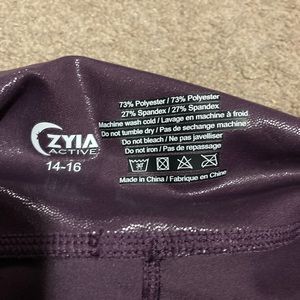 ZYIA
ACTIVE
14-16
73% Polyester / 73% Polyester
27% Spandex / 27% Spandex
Machine wash cold / Lavage en machine à froid
Do not tumble dry / Pas de sechange machine
Do not bleach / Ne pas javelliser
Do not iron / Pas de repassage
30
Made in China / Fabrique en Chine